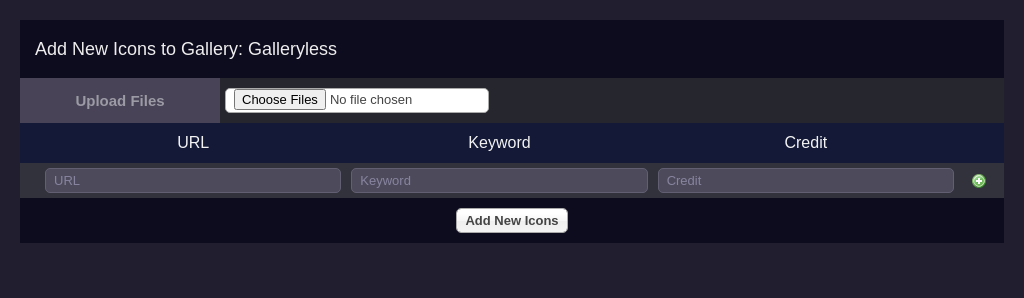 Add New Icons to Gallery: Galleryless
Upload Files Choose Files No file chosen
URL Keyword Credit
URL Keyword Credit
Add New Icons